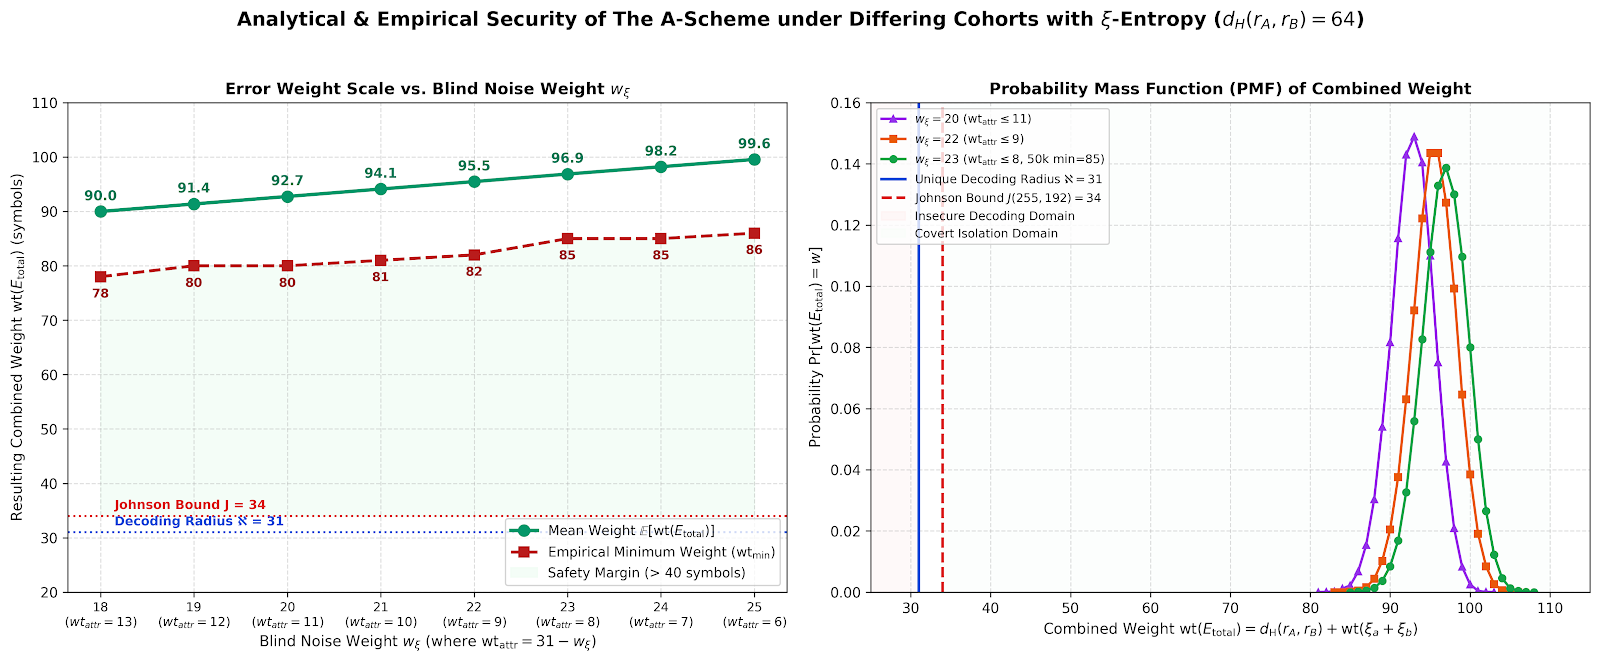 Analytical & Empirical Security of The A-Scheme under Differing Cohorts with ξ-Entropy (d_H(r_A, r_B) = 64)
Error Weight Scale vs. Blind Noise Weight w_ξ
Resulting Combined Weight wt(E_total) (symbols)
110
100
90
80
70
60
50
40
30
20
90.0
91.4
92.7
94.1
95.5
96.9
98.2
99.6
78
80
80
81
82
85
85
86
Johnson Bound J = 34
Decoding Radius ℵ = 31
Mean Weight 𝔼[wt(E_total)]
Empirical Minimum Weight (wt_min)
Safety Margin (> 40 symbols)
18 19 20 21 22 23 24 25
(wt_attr = 13) (wt_attr = 12) (wt_attr = 11) (wt_attr = 10) (wt_attr = 9) (wt_attr = 8) (wt_attr = 7) (wt_attr = 6)
Blind Noise Weight w_ξ (where wt_attr = 31 − w_ξ)
Probability Mass Function (PMF) of Combined Weight
Probability Pr[wt(E_total) = w]
0.16
0.14
0.12
0.10
0.08
0.06
0.04
0.02
0.00
w_ξ = 20 (wt_attr ≤ 11)
w_ξ = 22 (wt_attr ≤ 9)
w_ξ = 23 (wt_attr ≤ 8, 50k min=85)
Unique Decoding Radius ℵ = 31
Johnson Bound J(255, 192) = 34
Insecure Decoding Domain
Covert Isolation Domain
30 40 50 60 70 80 90 100 110
Combined Weight wt(E_total) = d_H(r_A, r_B) + wt(ξ_a + ξ_b)